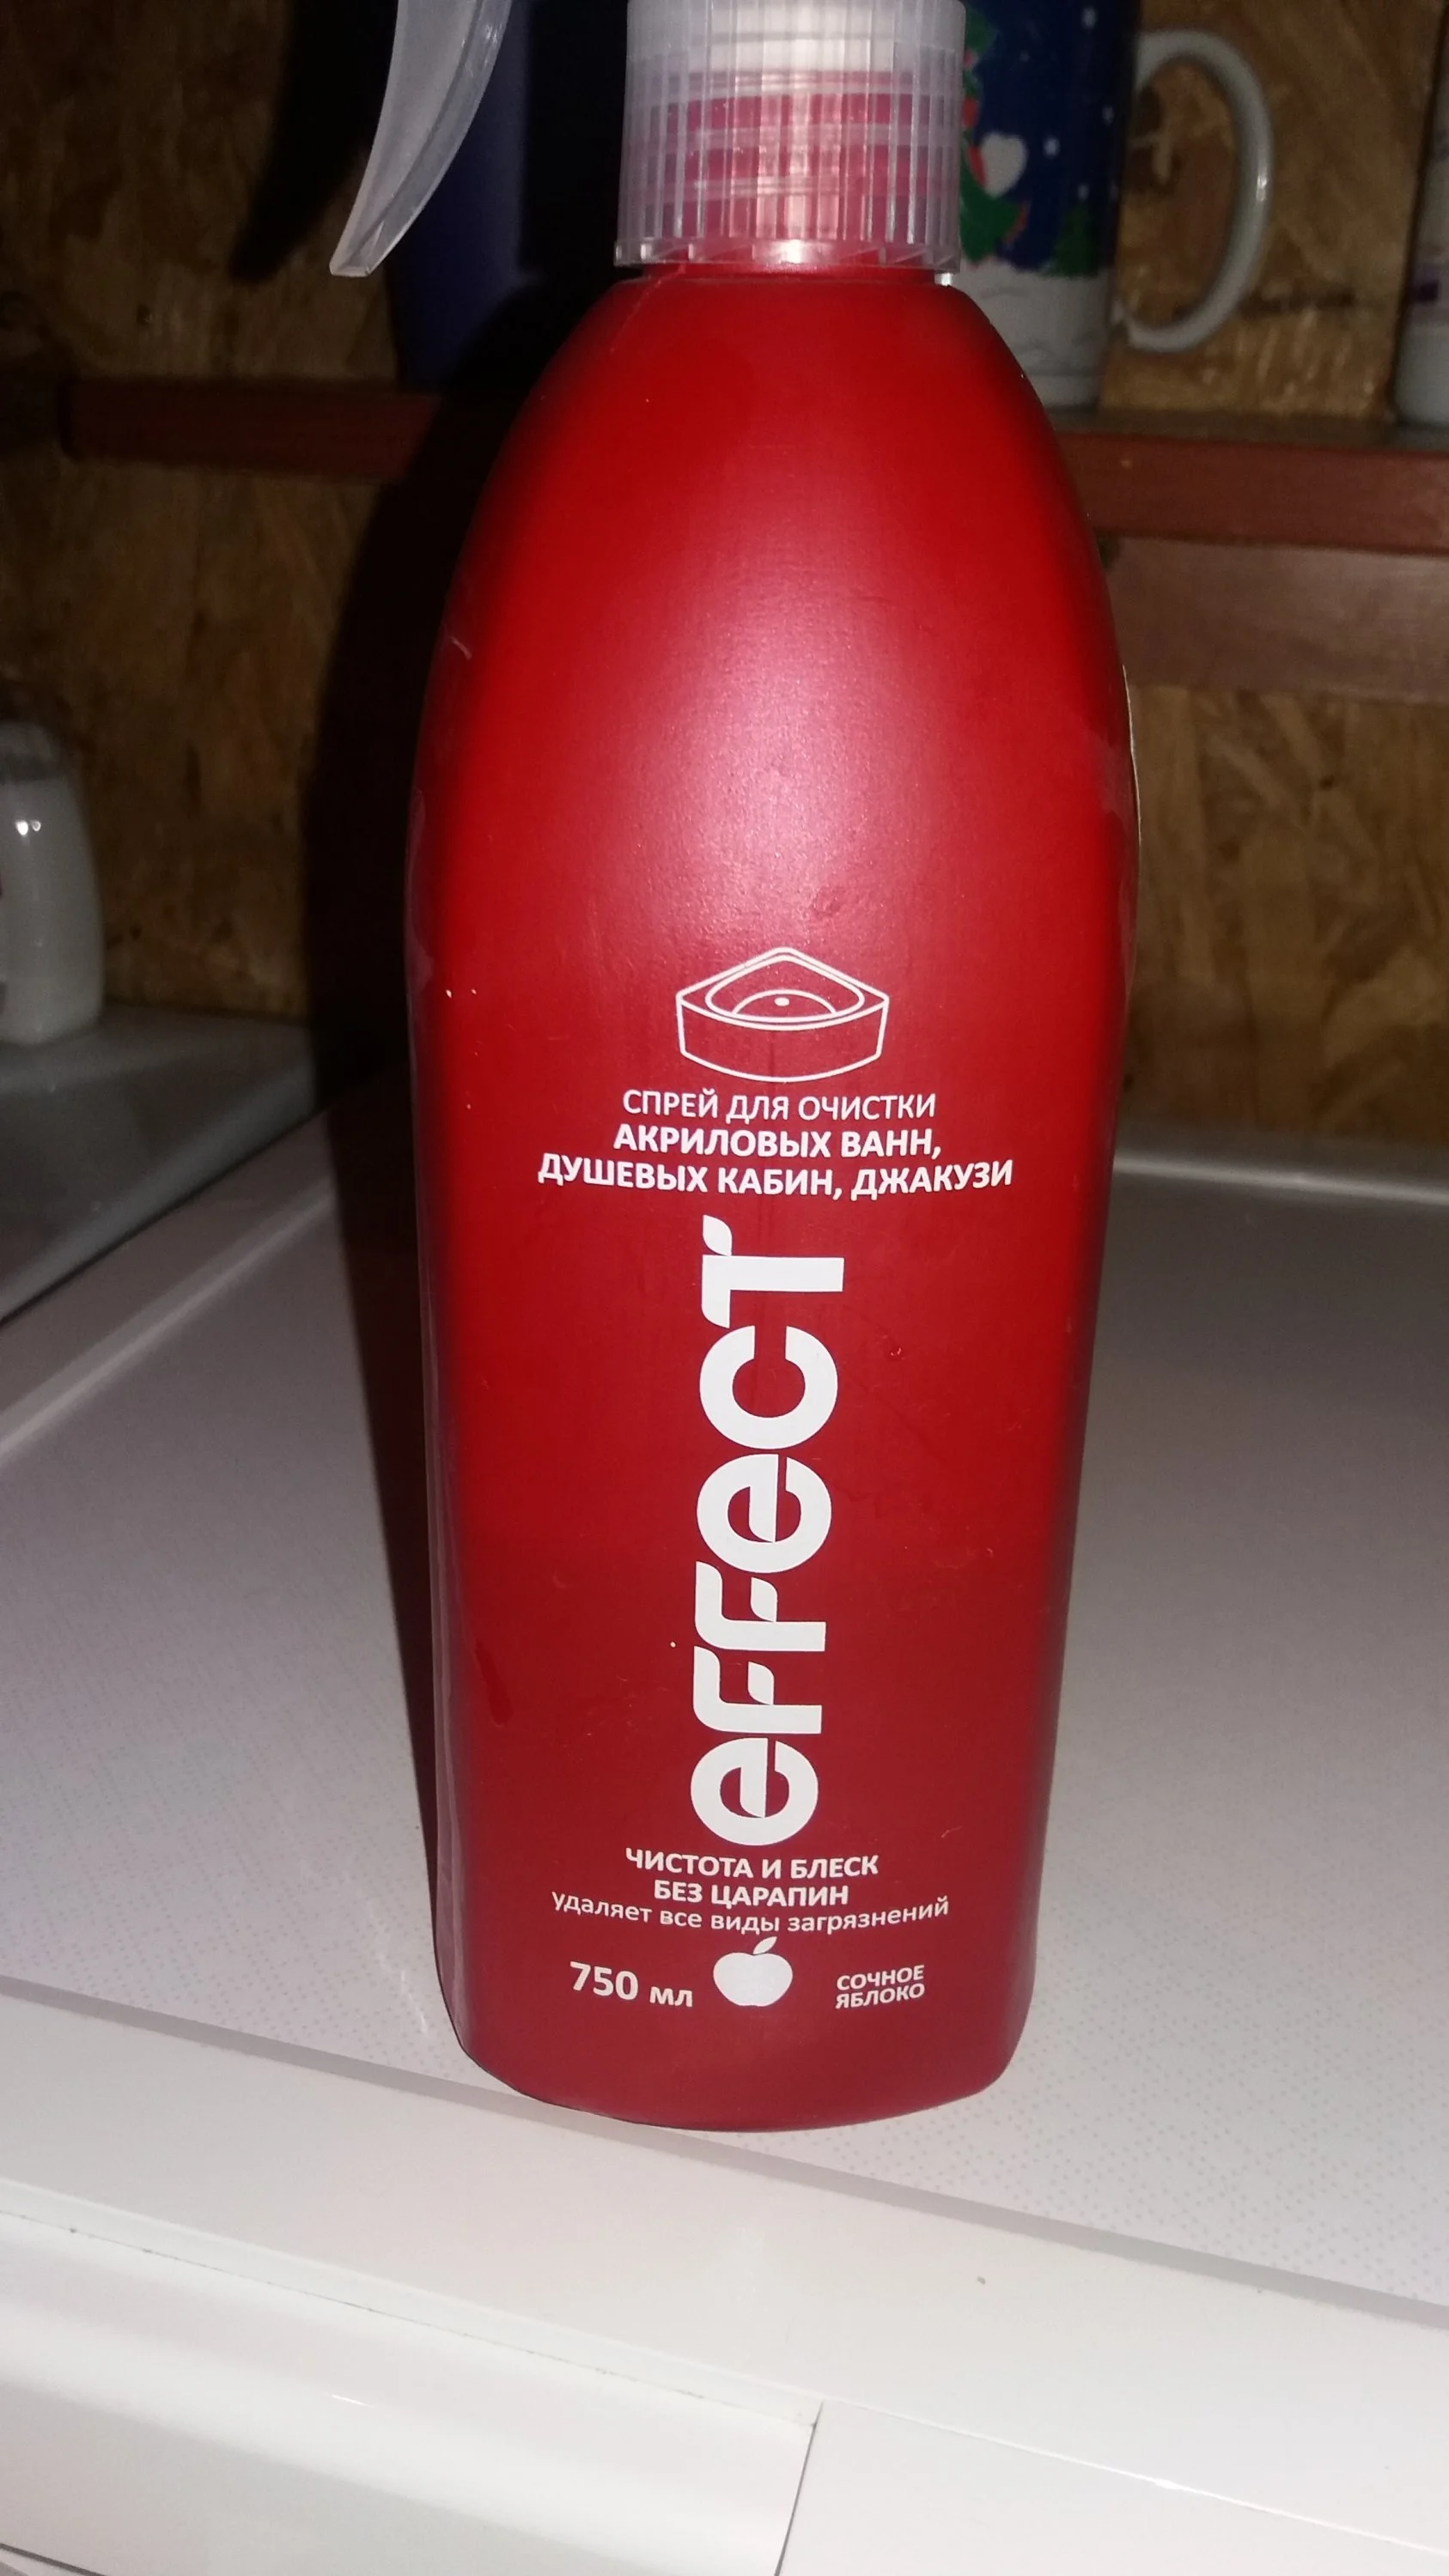 СПРЕЙ ДЛЯ ОЧИСТКИ
АКРИЛОВЫХ ВАНН,
ДУШЕВЫХ КАБИН, ДЖАКУЗИ
eFFecT
ЧИСТОТА И БЛЕСК
БЕЗ ЦАРАПИН
удаляет все виды загрязнений
750 мл
СОЧНОЕ
ЯБЛОКО